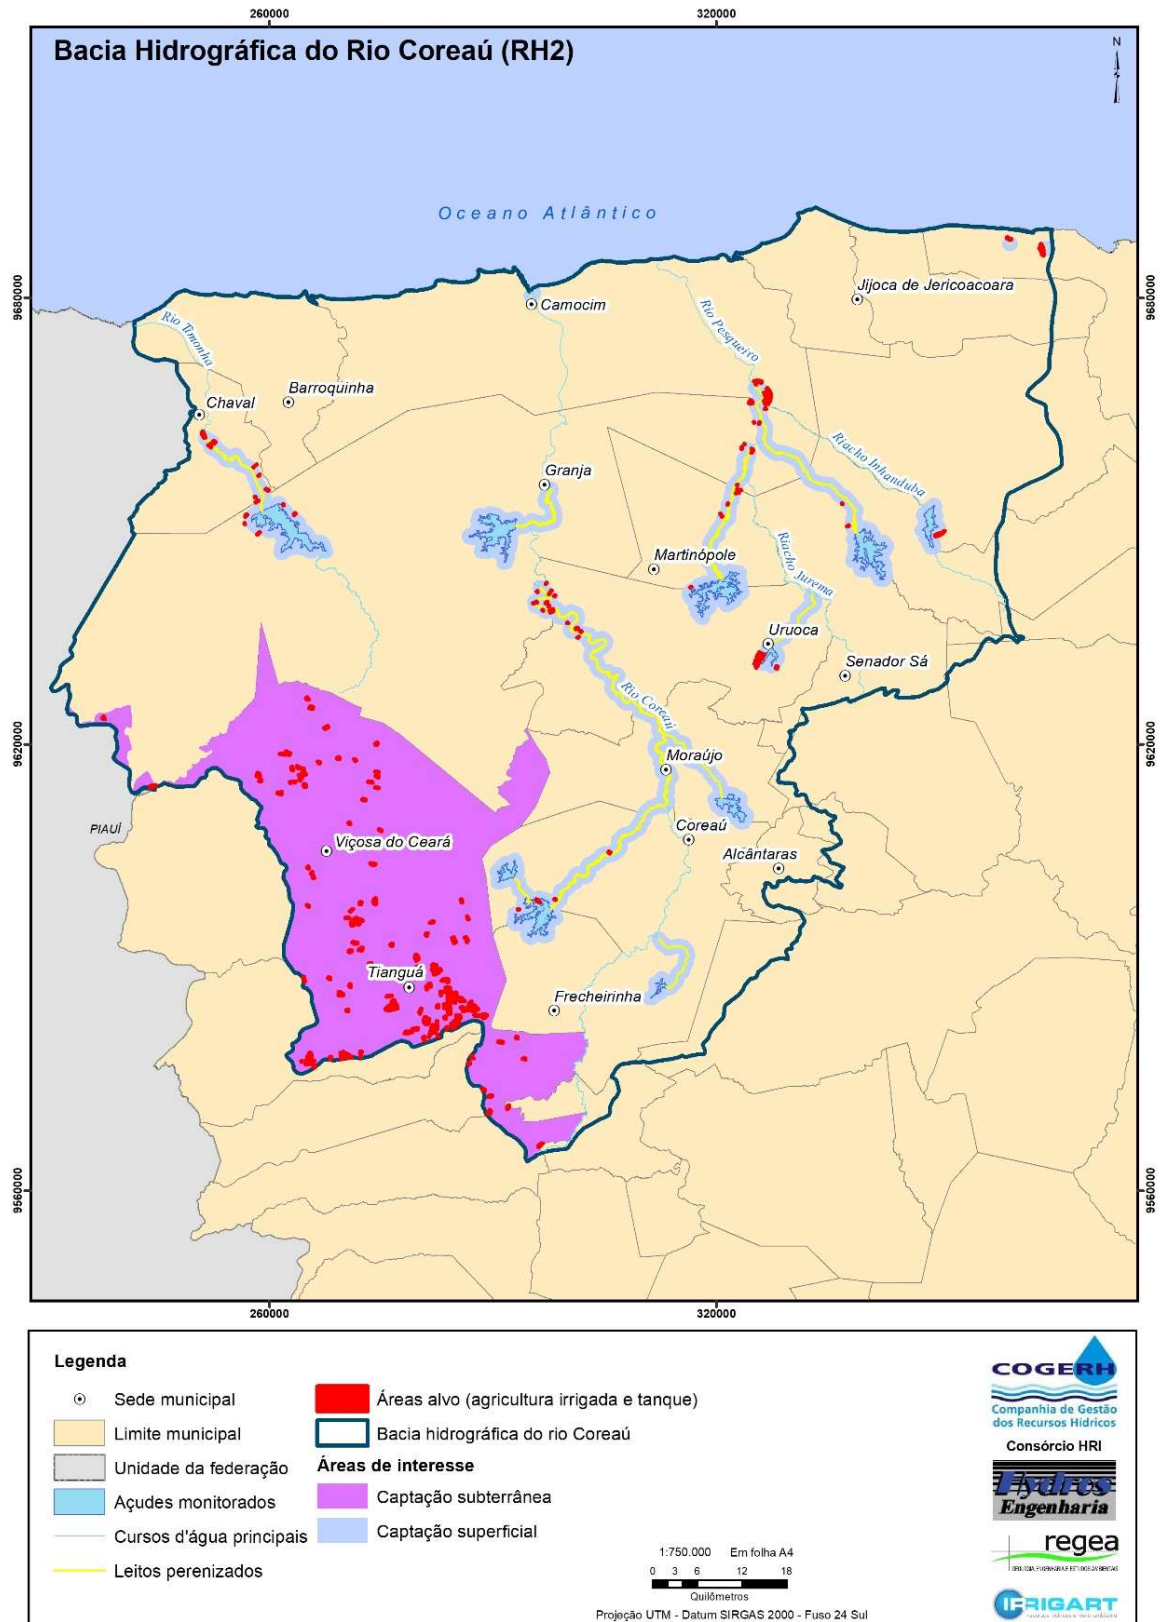 260000
320000
Bacia Hidrográfica do Rio Coreaú (RH2)
N
Oceano Atlântico
9680000
9680000
Jijoca de Jericoacoara
Camocim
Rio Timonha
Rio Pesqueiro
Barroquinha
Chaval
Riacho Inhanduba
Granja
Martinópole
Riacho Jurema
Uruoca
Senador Sá
Rio Coreaú
9620000
9620000
Moraújo
PIAUÍ
Viçosa do Ceará
Coreaú
Alcântaras
Tianguá
Frecheirinha
9560000
9560000
260000
320000
Legenda
Sede municipal
Limite municipal
Unidade da federação
Açudes monitorados
Cursos d'água principais
Leitos perenizados
Áreas alvo (agricultura irrigada e tanque)
Bacia hidrográfica do rio Coreaú
Áreas de interesse
Captação subterrânea
Captação superficial
1:750.000 Em folha A4
0 3 6 12 18
Quilômetros
Projeção UTM - Datum SIRGAS 2000 - Fuso 24 Sul
COGERH
Companhia de Gestão
dos Recursos Hídricos
Consórcio HRI
Hydros
Engenharia
regea
IRRIGART